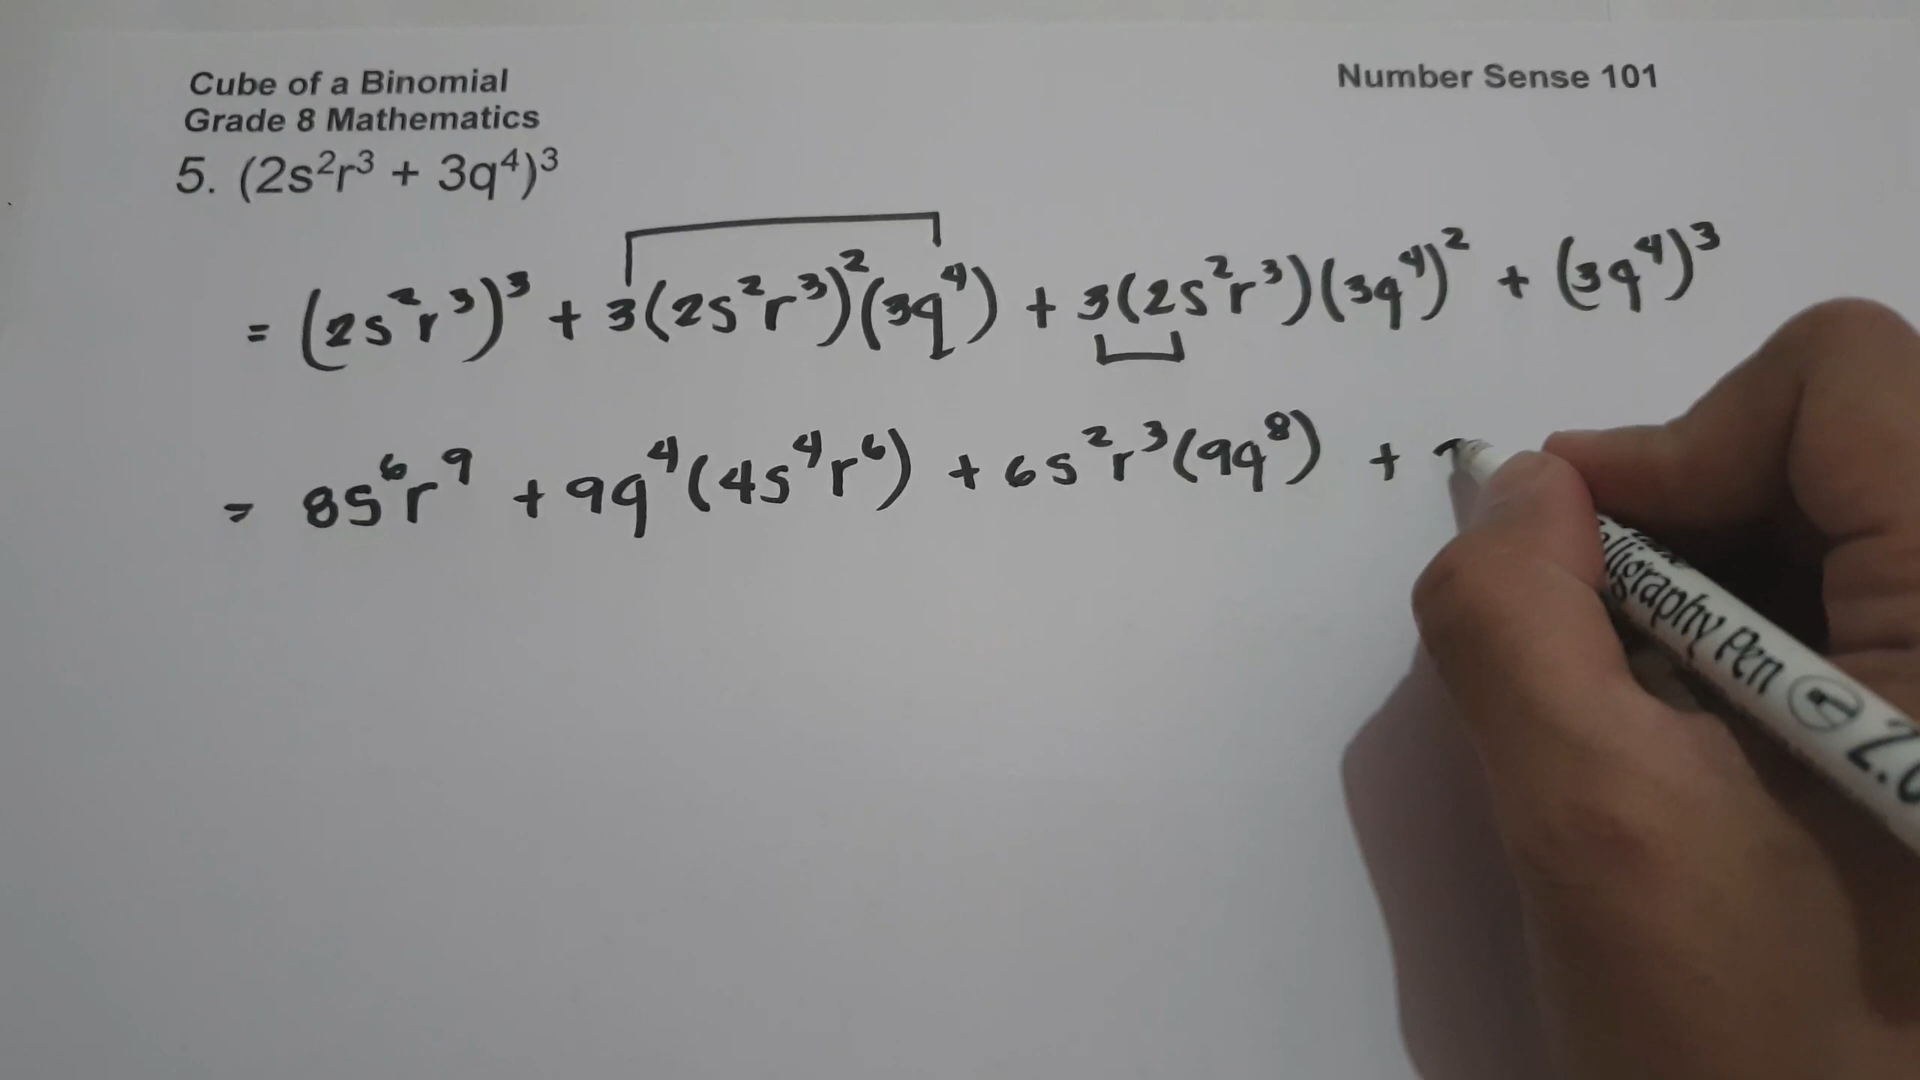 Cube of a Binomial
Number Sense 101
Grade 8 Mathematics
5. (2s²r³ + 3q⁴)³
= (2s²r³)³ + 3(2s²r³)²(3q⁴) + 3(2s²r³)(3q⁴)² + (3q⁴)³
= 8s⁶r⁹ + 9q⁴(4s⁴r⁶) + 6s²r³(9q⁸) +
Pen